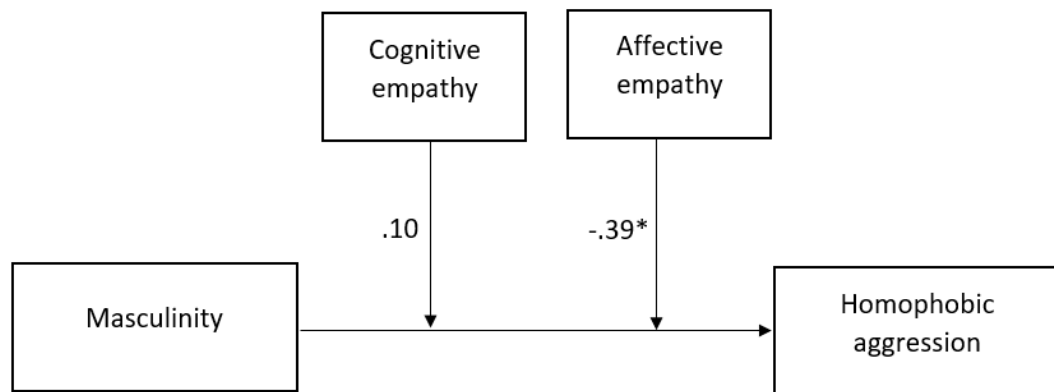 Cognitive
empathy
Affective
empathy
.10
-.39*
Masculinity
Homophobic
aggression